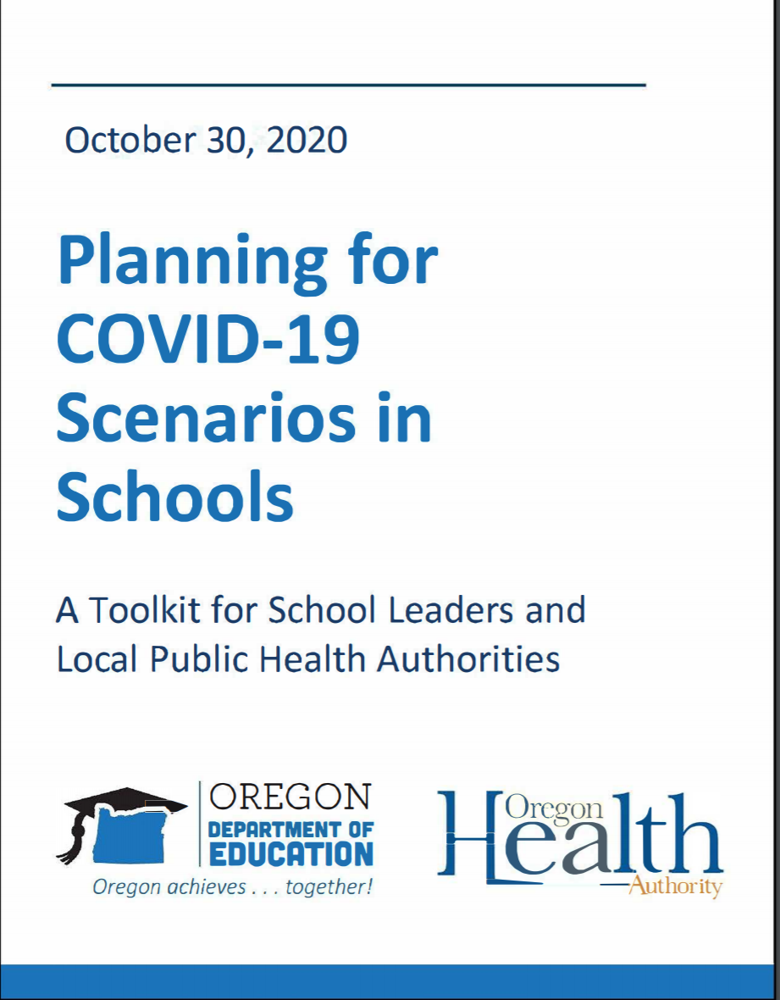 October 30, 2020
Planning for
COVID-19
Scenarios in
Schools
A Toolkit for School Leaders and
Local Public Health Authorities
OREGON
DEPARTMENT OF
EDUCATION
Oregon achieves . . . together!
Oregon
Health
Authority